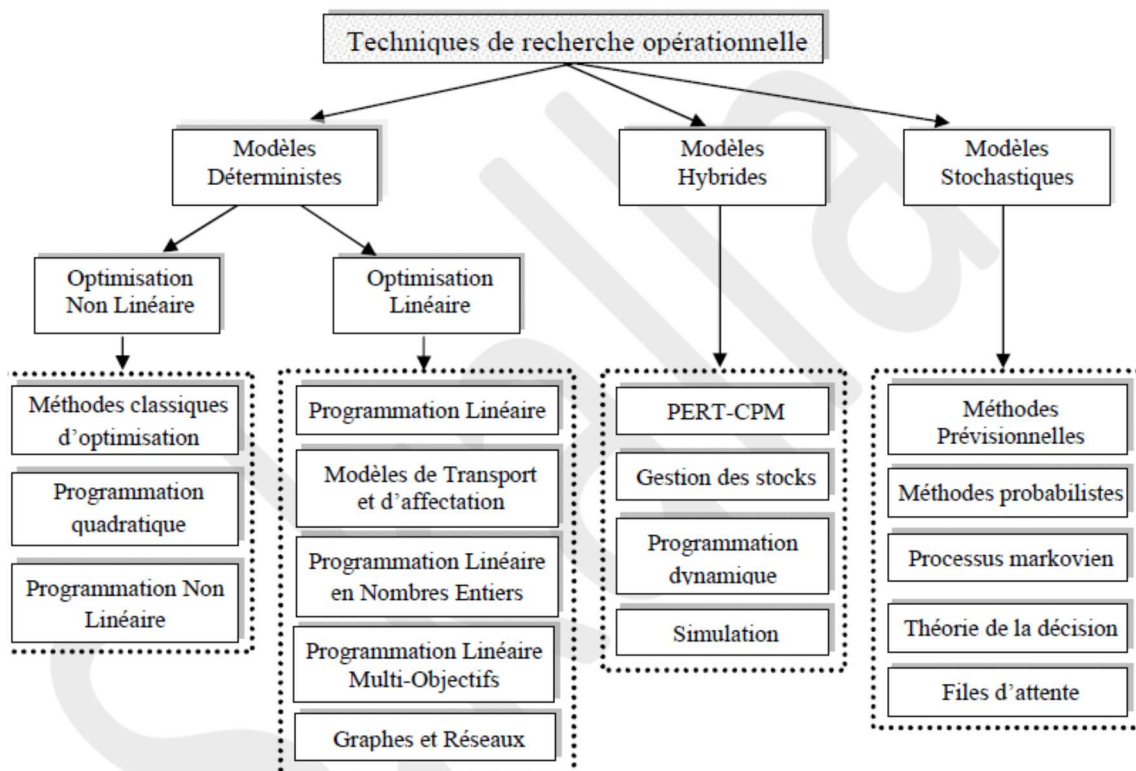 Techniques de recherche opérationnelle
Modèles
Déterministes
Modèles
Hybrides
Modèles
Stochastiques
Optimisation
Non Linéaire
Optimisation
Linéaire
Méthodes classiques
d’optimisation
Programmation
quadratique
Programmation Non
Linéaire
Programmation Linéaire
Modèles de Transport
et d’affectation
Programmation Linéaire
en Nombres Entiers
Programmation Linéaire
Multi-Objectifs
Graphes et Réseaux
PERT-CPM
Gestion des stocks
Programmation
dynamique
Simulation
Méthodes
Prévisionnelles
Méthodes probabilistes
Processus markovien
Théorie de la décision
Files d’attente